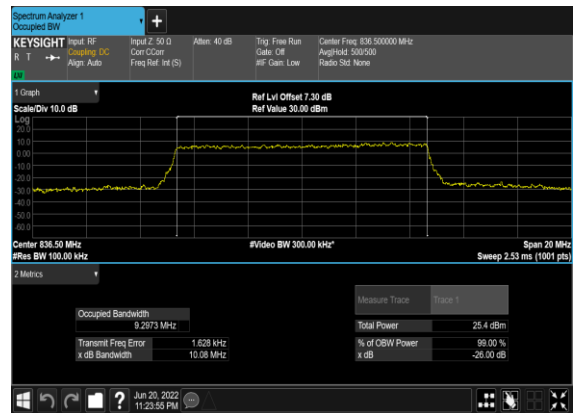 Spectrum Analyzer 1
Occupied BW
KEYSIGHT
R T
Input: RF
Coupling: DC
Align: Auto
Input Z: 50 Ω
Corr CCorr
Freq Ref: Int (S)
Atten: 40 dB
Trig: Free Run
Gate: Off
#IF Gain: Low
Center Freq: 836.500000 MHz
Avg|Hold: 500/500
Radio Std: None
1 Graph
Scale/Div 10.0 dB
Ref Lvl Offset 7.30 dB
Ref Value 30.00 dBm
Log
20.0
10.0
0.00
-10.0
-20.0
-30.0
-40.0
-50.0
-60.0
Center 836.50 MHz
#Video BW 300.00 kHz*
Span 20 MHz
#Res BW 100.00 kHz
Sweep 2.53 ms (1001 pts)
2 Metrics
Measure Trace
Trace 1
Occupied Bandwidth
9.2973 MHz
Total Power
25.4 dBm
Transmit Freq Error
1.628 kHz
% of OBW Power
99.00 %
x dB Bandwidth
10.08 MHz
x dB
-26.00 dB
?
Jun 20, 2022
11:23:55 PM